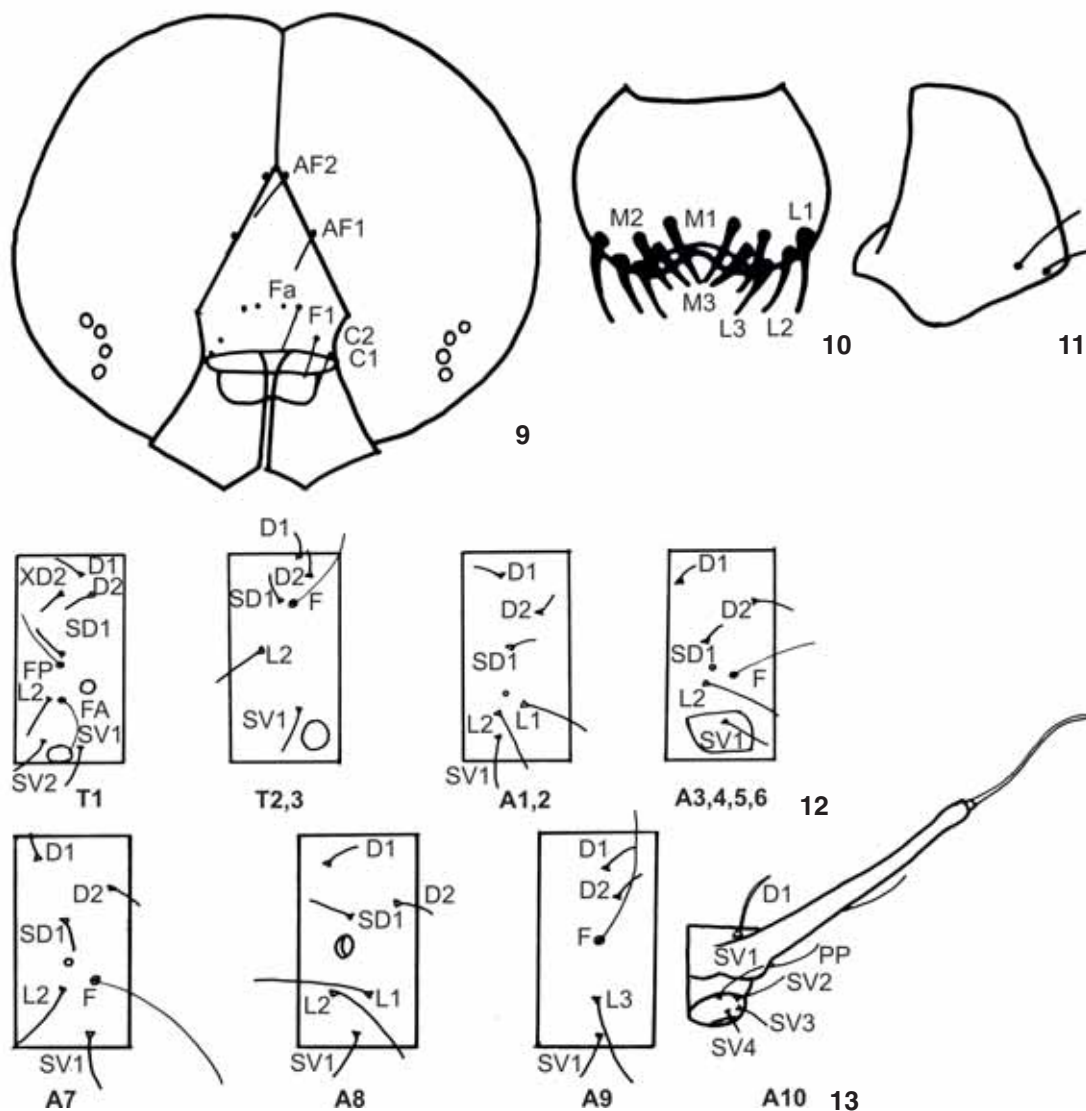 AF2
AF1
Fa
F1
C2
C1
9
M2
M1
L1
M3
L3
L2
10
11
D1
XD2
D2
SD1
FP
L2
FA
SV1
SV2
T1
D1
D2
SD1
F
L2
SV1
T2,3
D1
D2
SD1
L2
L1
SV1
A1,2
D1
D2
SD1
F
L2
SV1
A3,4,5,6
12
D1
D2
SD1
L2
F
SV1
A7
D1
D2
SD1
L2
L1
SV1
A8
D1
D2
F
L3
SV1
A9
D1
SV1
PP
SV2
SV3
SV4
A10
13